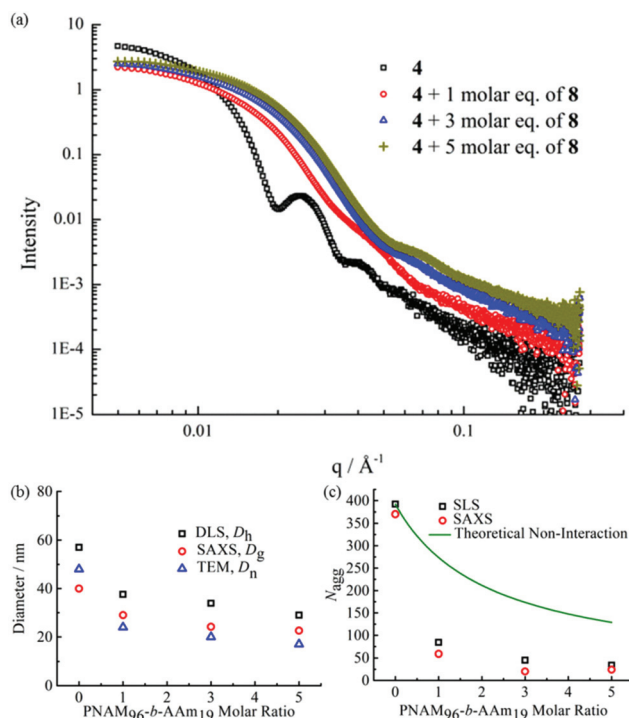 (a)
10
1
0.1
0.01
1E-3
1E-4
1E-5
Intensity
4
4 + 1 molar eq. of 8
4 + 3 molar eq. of 8
4 + 5 molar eq. of 8
0.01
0.1
q / Å⁻¹
(b)
80
60
40
20
0
Diameter / nm
DLS, Dₕ
SAXS, D_g
TEM, Dₙ
0 1 2 3 4 5
PNAM₉₆-b-AAm₁₉ Molar Ratio
(c)
400
350
300
250
200
150
100
50
0
N_agg
SLS
SAXS
Theoretical Non-Interaction
0 1 2 3 4 5
PNAM₉₆-b-AAm₁₉ Molar Ratio